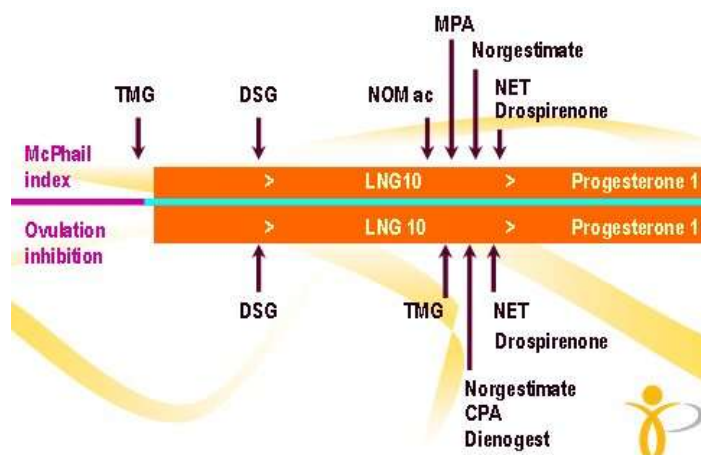 MPA
Norgestimate
TMG
DSG
NOM ac
NET
Drospirenone
McPhail
index
> LNG10 > Progesterone 1
Ovulation
inhibition
> LNG 10 > Progesterone 1
DSG
TMG
NET
Drospirenone
Norgestimate
CPA
Dienogest